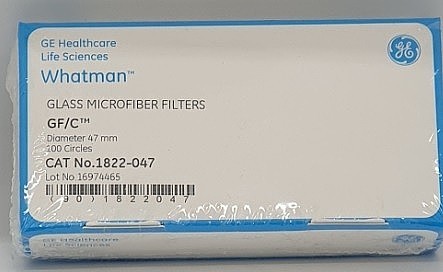 GE Healthcare
Life Sciences
Whatman™
GLASS MICROFIBER FILTERS
GF/C™
Diameter 47 mm
100 Circles
CAT No.1822-047
Lot No.16974465
(90)1822047
GE Healthcare
Life Sciences